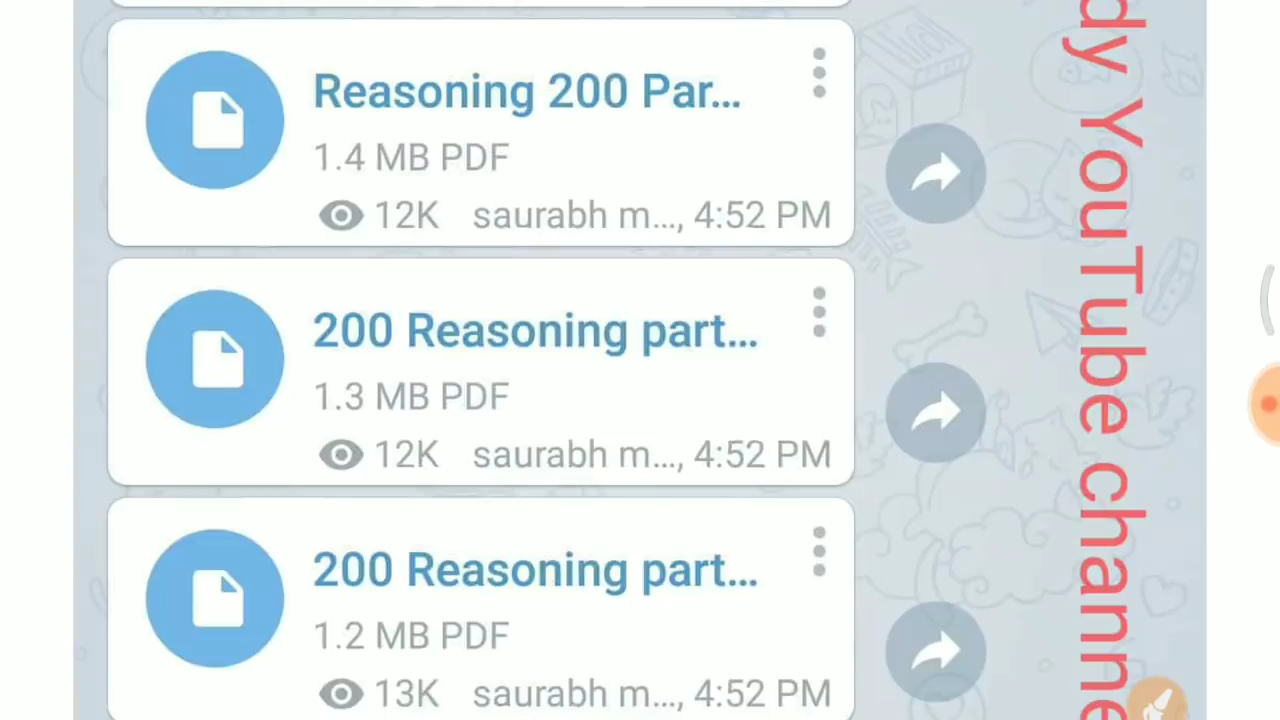 Reasoning 200 Par...
1.4 MB PDF
12K saurabh m..., 4:52 PM
200 Reasoning part...
1.3 MB PDF
12K saurabh m..., 4:52 PM
200 Reasoning part...
1.2 MB PDF
13K saurabh m..., 4:52 PM
dy YouTube channe